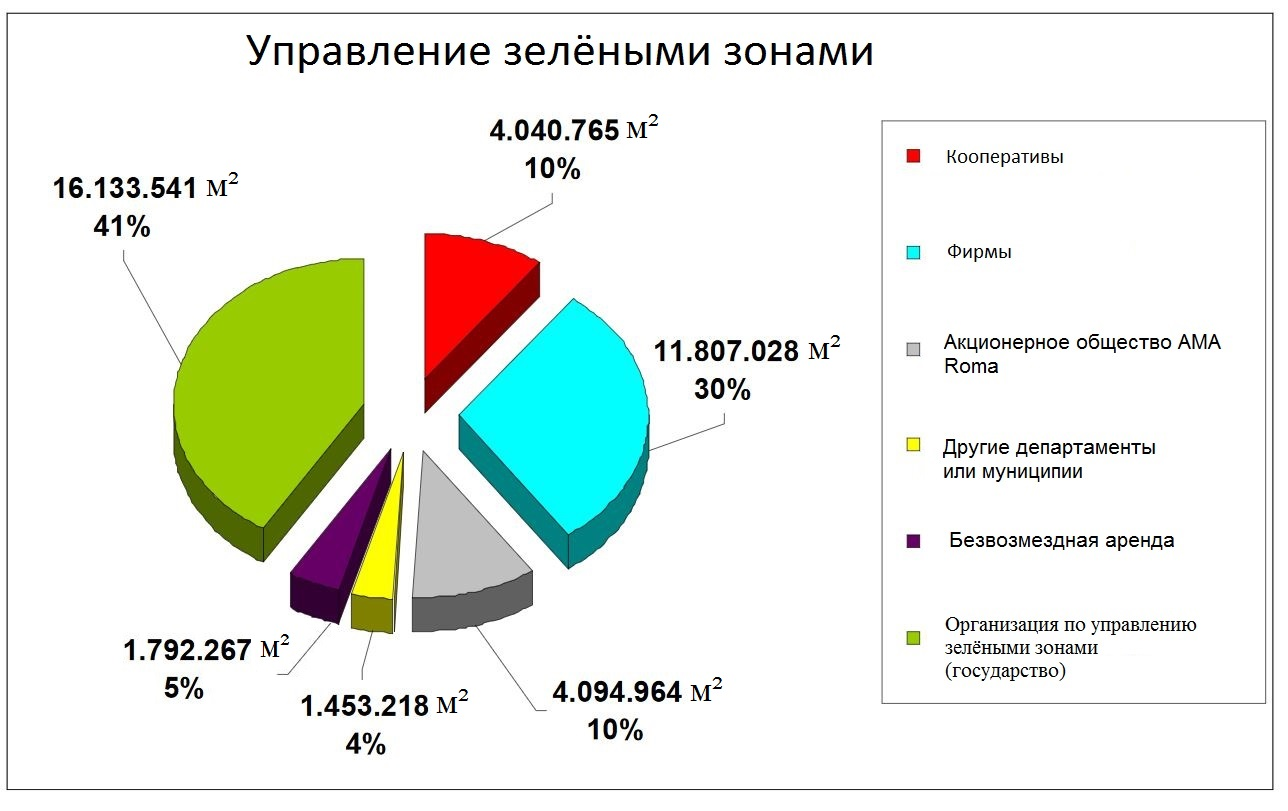 Управление зелёными зонами
4.040.765 м²
10%
16.133.541 м²
41%
11.807.028 м²
30%
1.792.267 м²
5%
1.453.218 м²
4%
4.094.964 м²
10%
Кооперативы
Фирмы
Акционерное общество АМА
Roma
Другие департаменты
или муниципии
Безвозмездная аренда
Организация по управлению
зелёными зонами
(государство)